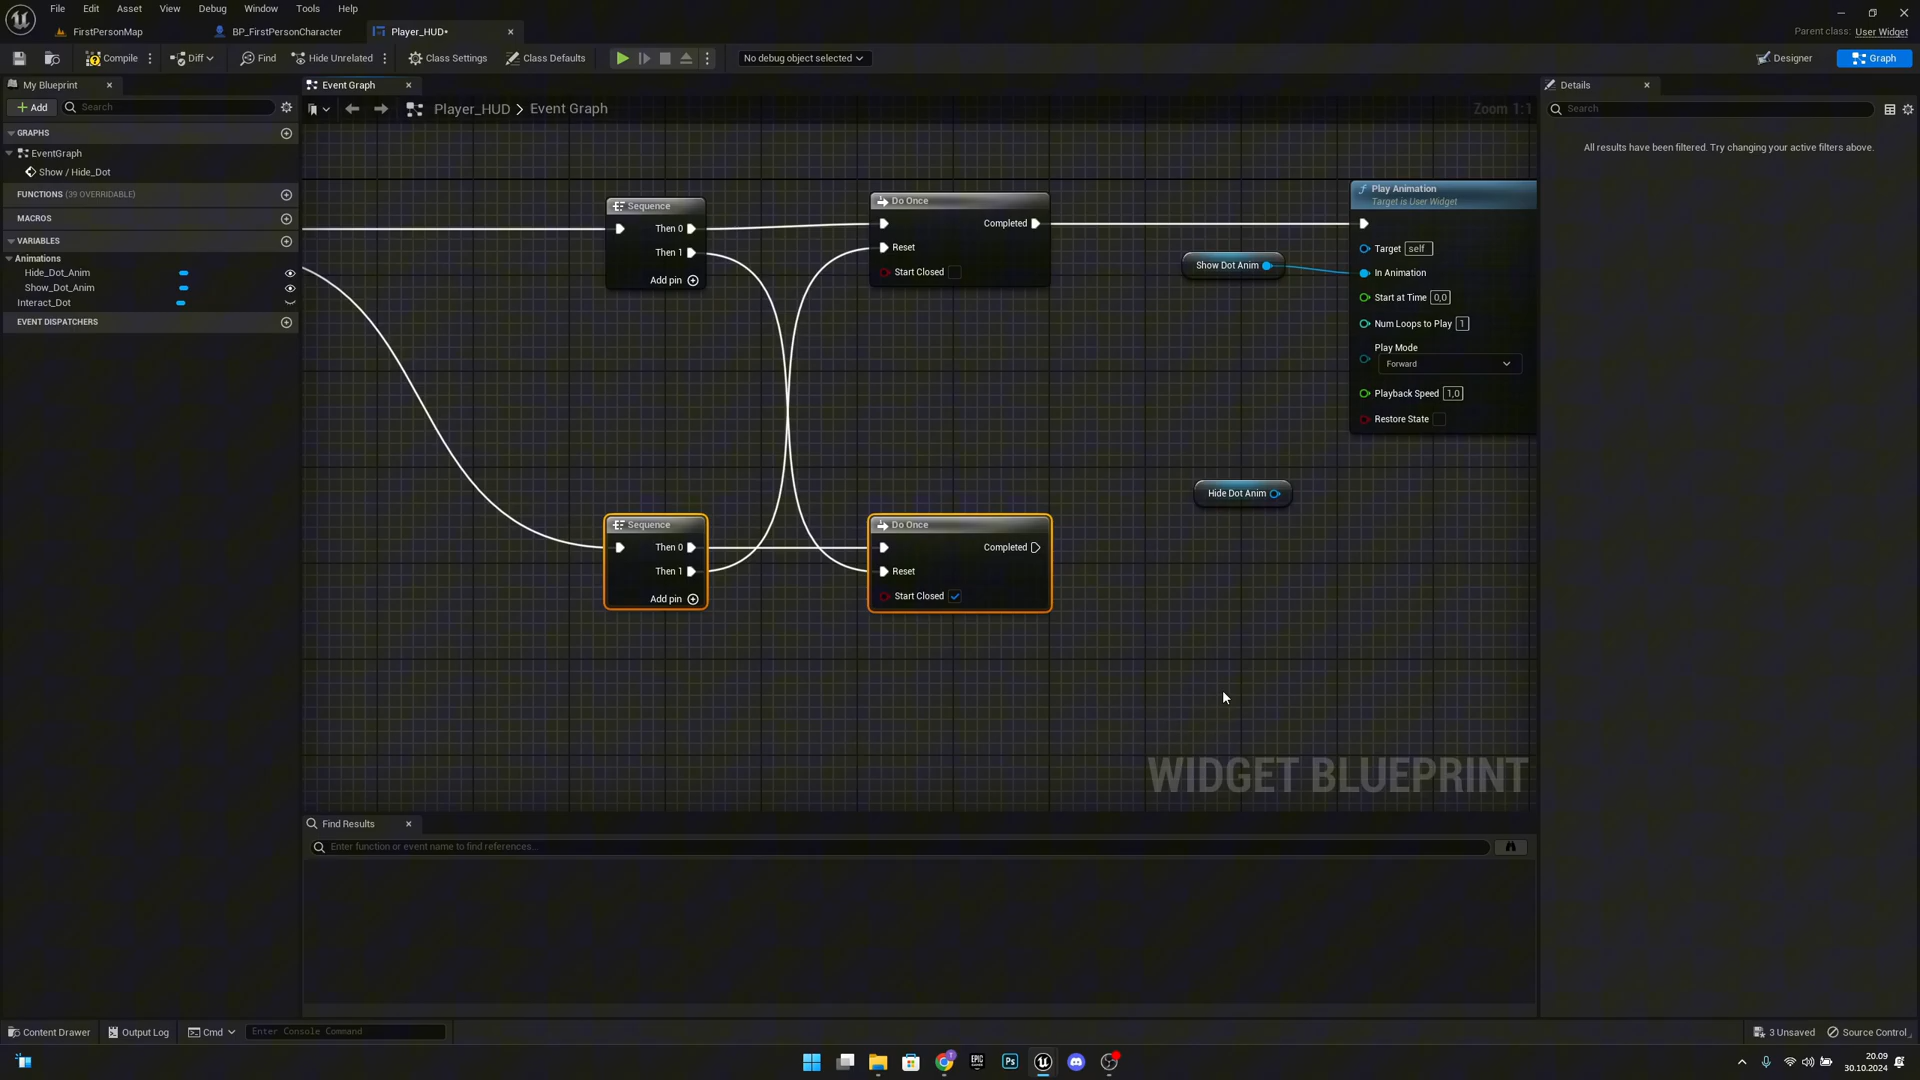 File Edit Asset View Debug Window Tools Help
FirstPersonMap BP_FirstPersonCharacter Player_HUD•
Parent class: User Widget
Compile Diff Find Hide Unrelated Class Settings Class Defaults No debug object selected Designer Graph
My Blueprint Event Graph Details
Add Search Player_HUD > Event Graph Zoom 1:1 Search
GRAPHS
EventGraph
Show / Hide_Dot
FUNCTIONS (39 OVERRIDABLE)
MACROS
VARIABLES
Animations
Hide_Dot_Anim
Show_Dot_Anim
Interact_Dot
EVENT DISPATCHERS
Sequence
Then 0
Then 1
Add pin
Do Once
Completed
Reset
Start Closed
Show Dot Anim
Play Animation
Target is User Widget
Target self
In Animation
Start at Time 0,0
Num Loops to Play 1
Play Mode
Forward
Playback Speed 1,0
Restore State
Sequence
Then 0
Then 1
Add pin
Do Once
Completed
Reset
Start Closed
Hide Dot Anim
WIDGET BLUEPRINT
All results have been filtered. Try changing your active filters above.
Find Results
Enter function or event name to find references...
Content Drawer Output Log Cmd Enter Console Command 3 Unsaved Source Control
EPIC
GAMES
Ps
20.09
30.10.2024